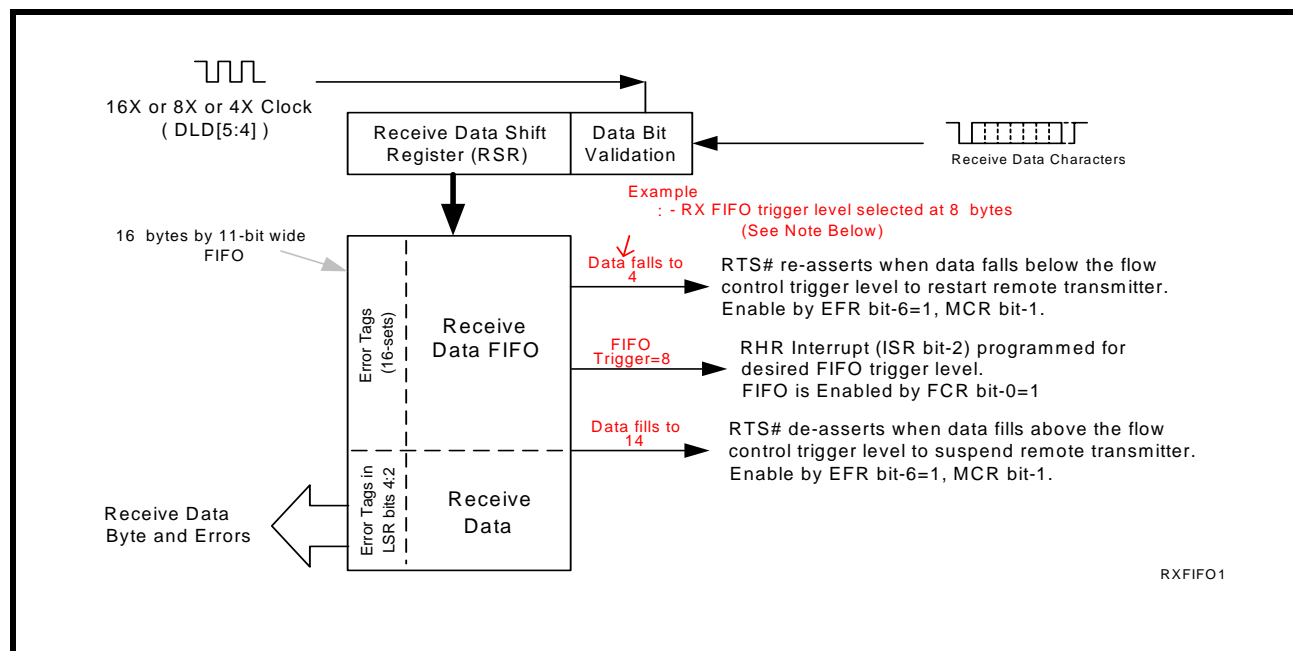 16X or 8X or 4X Clock
( DLD[5:4] )
Receive Data Shift
Register (RSR)
Data Bit
Validation
Receive Data Characters
Example
: - RX FIFO trigger level selected at 8 bytes
(See Note Below)
16 bytes by 11-bit wide
FIFO
Error Tags
(16-sets)
Receive
Data FIFO
Data falls to
4
RTS# re-asserts when data falls below the flow
control trigger level to restart remote transmitter.
Enable by EFR bit-6=1, MCR bit-1.
FIFO
Trigger=8
RHR Interrupt (ISR bit-2) programmed for
desired FIFO trigger level.
FIFO is Enabled by FCR bit-0=1
Data fills to
14
RTS# de-asserts when data fills above the flow
control trigger level to suspend remote transmitter.
Enable by EFR bit-6=1, MCR bit-1.
Error Tags in
LSR bits 4:2
Receive
Data
Receive Data
Byte and Errors
RXFIFO1